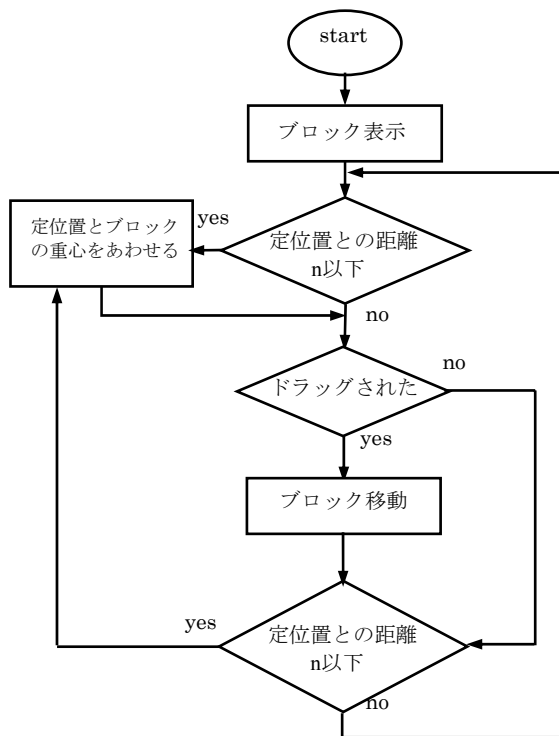 start
ブロック表示
yes
定位置とブロック
の重心をあわせる
定位置との距離
n以下
no
ドラッグされた
no
yes
ブロック移動
yes
定位置との距離
n以下
no